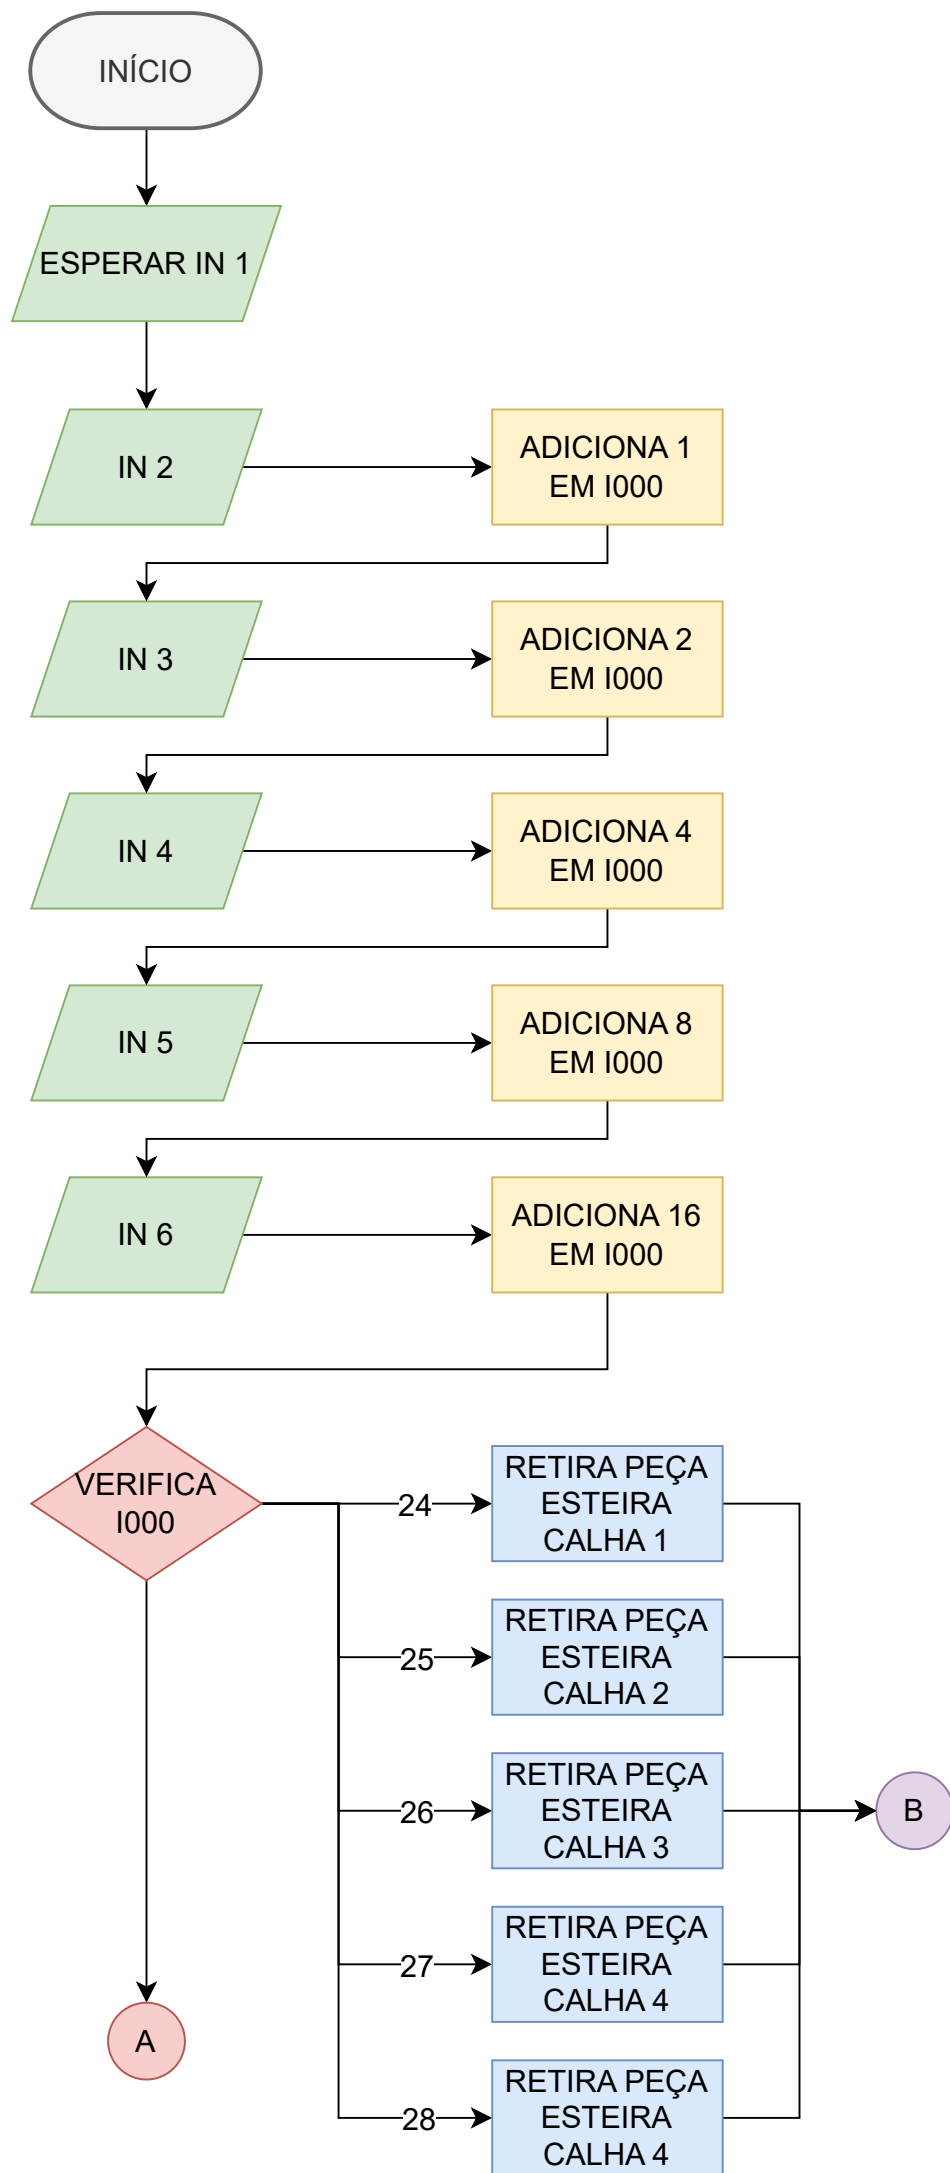 INÍCIO
ESPERAR IN 1
IN 2
ADICIONA 1
EM I000
IN 3
ADICIONA 2
EM I000
IN 4
ADICIONA 4
EM I000
IN 5
ADICIONA 8
EM I000
IN 6
ADICIONA 16
EM I000
VERIFICA
I000
24
RETIRA PEÇA
ESTEIRA
CALHA 1
25
RETIRA PEÇA
ESTEIRA
CALHA 2
26
RETIRA PEÇA
ESTEIRA
CALHA 3
B
27
RETIRA PEÇA
ESTEIRA
CALHA 4
A
28
RETIRA PEÇA
ESTEIRA
CALHA 4